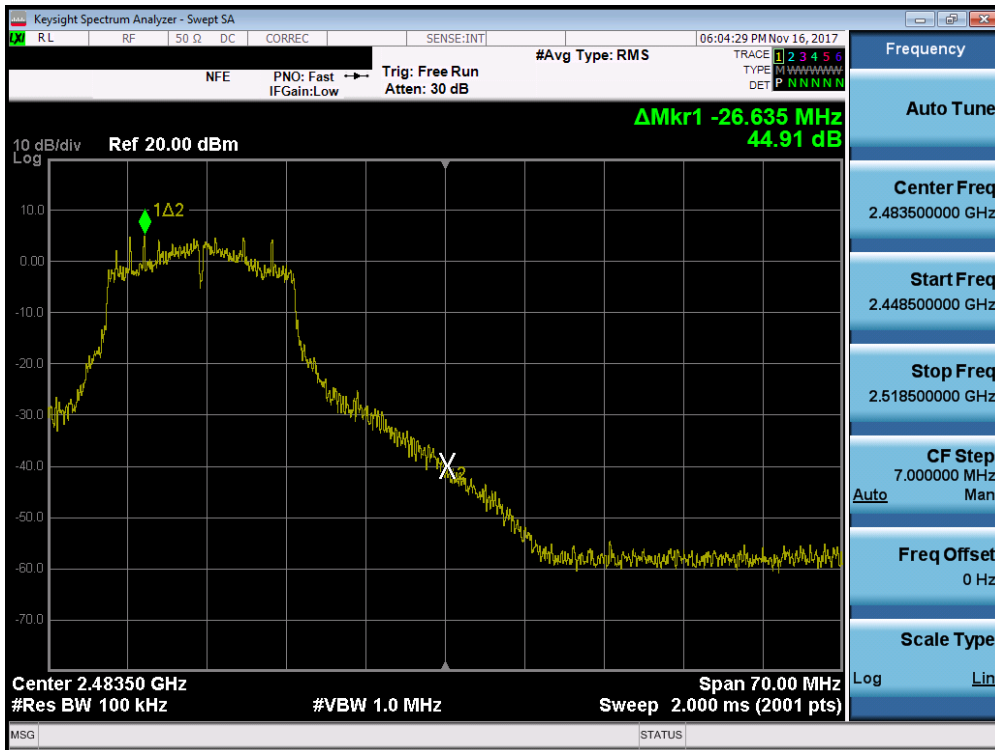 Keysight Spectrum Analyzer - Swept SA
LXI RL RF 50 Ω DC CORREC SENSE:INT 06:04:29 PM Nov 16, 2017
NFE PNO: Fast Trig: Free Run #Avg Type: RMS TRACE 1 2 3 4 5 6
IFGain:Low Atten: 30 dB TYPE M WWWWW
DET P N N N N N
ΔMkr1 -26.635 MHz
44.91 dB
10 dB/div Ref 20.00 dBm
Log
10.0
0.00
-10.0
-20.0
-30.0
-40.0
-50.0
-60.0
-70.0
1Δ2
2
Center 2.48350 GHz Span 70.00 MHz
#Res BW 100 kHz #VBW 1.0 MHz Sweep 2.000 ms (2001 pts)
MSG STATUS
Frequency
Auto Tune
Center Freq
2.483500000 GHz
Start Freq
2.448500000 GHz
Stop Freq
2.518500000 GHz
CF Step
7.000000 MHz
Auto Man
Freq Offset
0 Hz
Scale Type
Log Lin